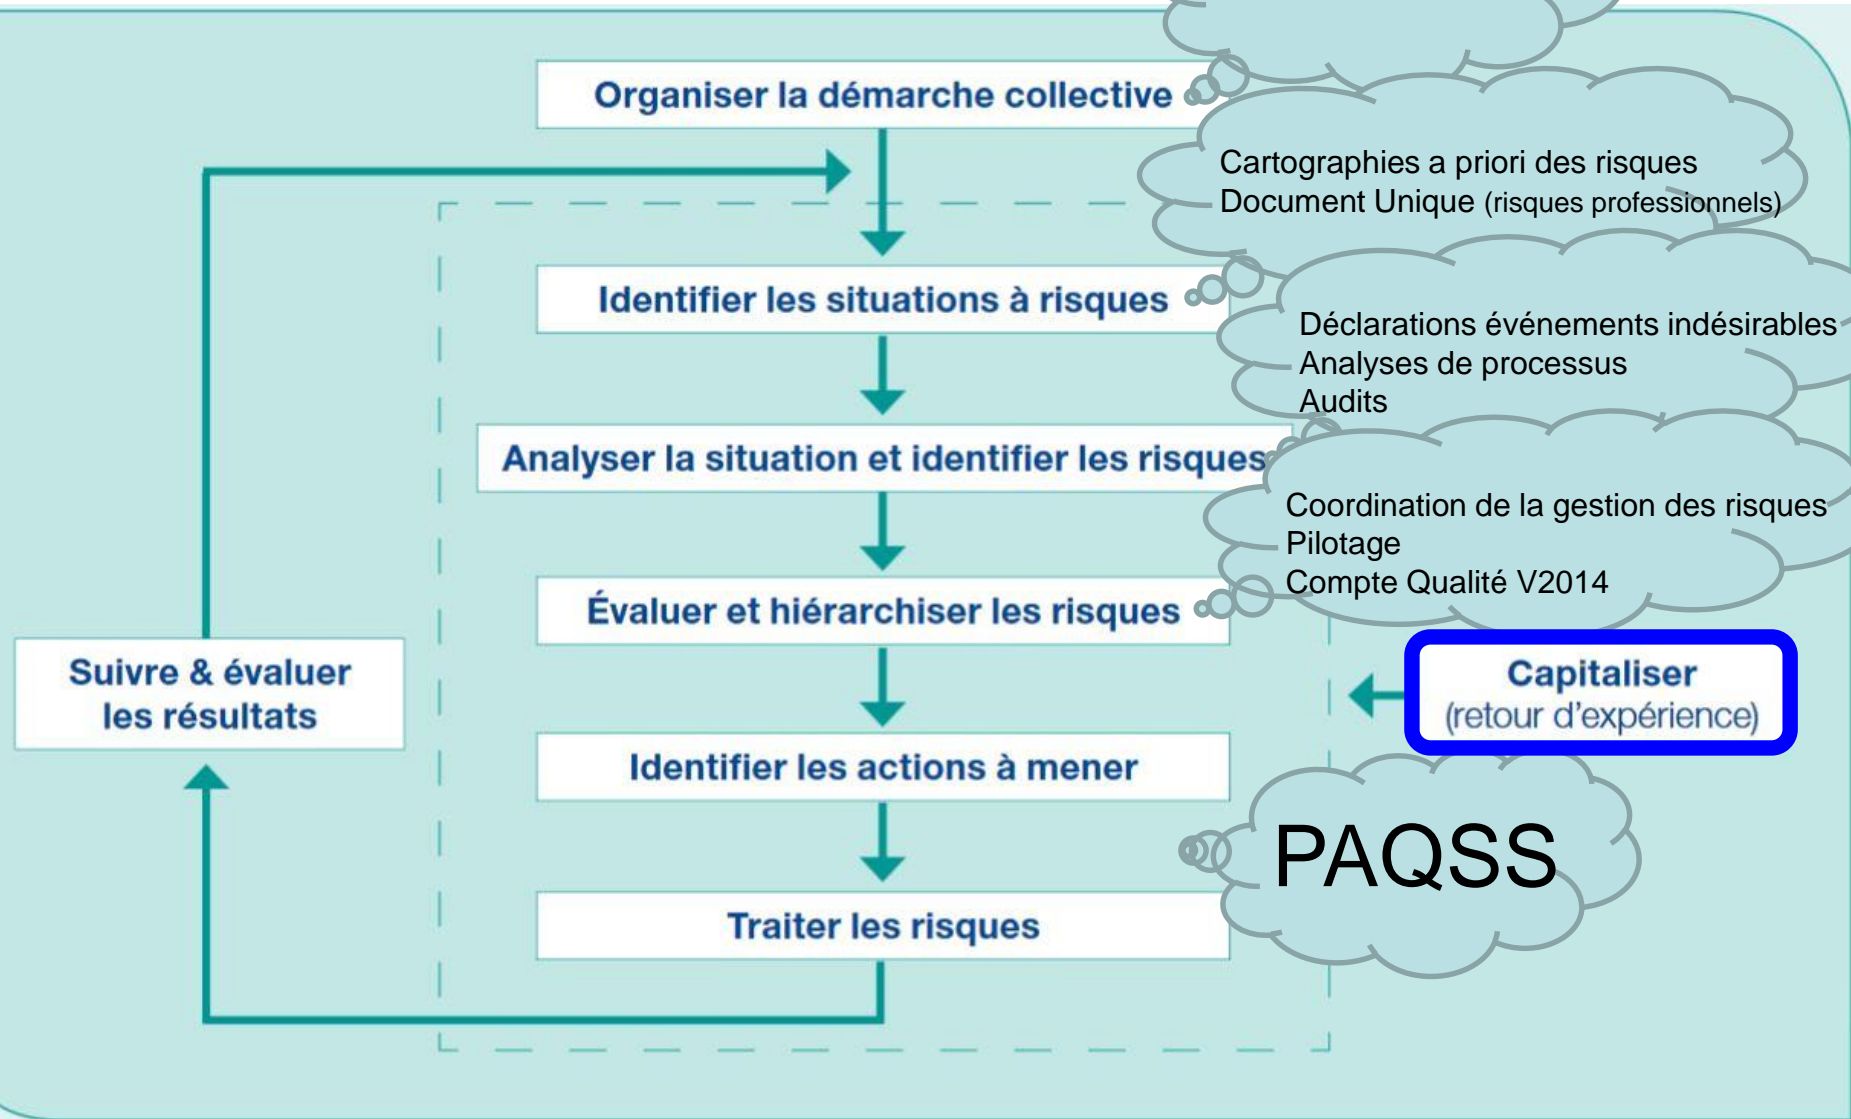 Organiser la démarche collective
Cartographies a priori des risques
Document Unique (risques professionnels)
Identifier les situations à risques
Déclarations événements indésirables
Analyses de processus
Audits
Analyser la situation et identifier les risques
Coordination de la gestion des risques
Pilotage
Compte Qualité V2014
Évaluer et hiérarchiser les risques
Suivre & évaluer
les résultats
Capitaliser
(retour d'expérience)
Identifier les actions à mener
PAQSS
Traiter les risques